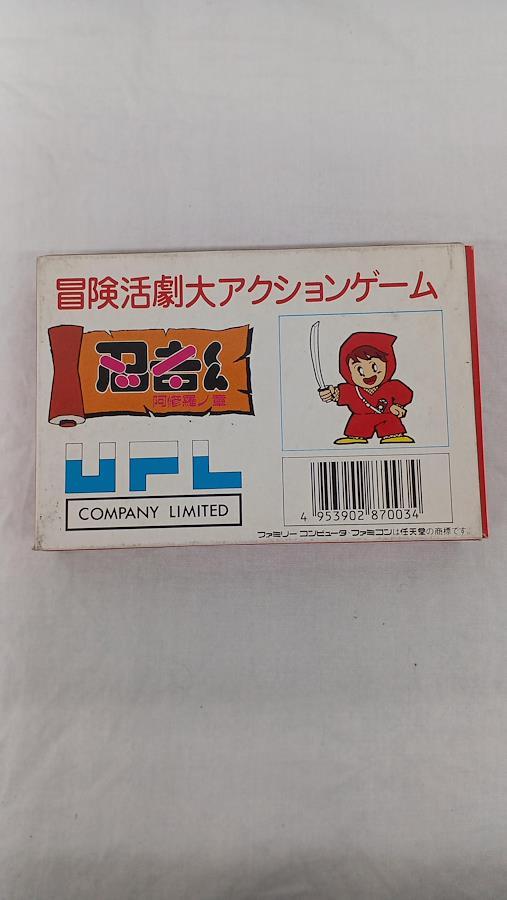 冒険活劇大アクションゲーム
忍者くん
阿修羅ノ章
UPL
COMPANY LIMITED
4 953902 870034
ファミリーコンピュータ・ファミコンは任天堂の商標です。